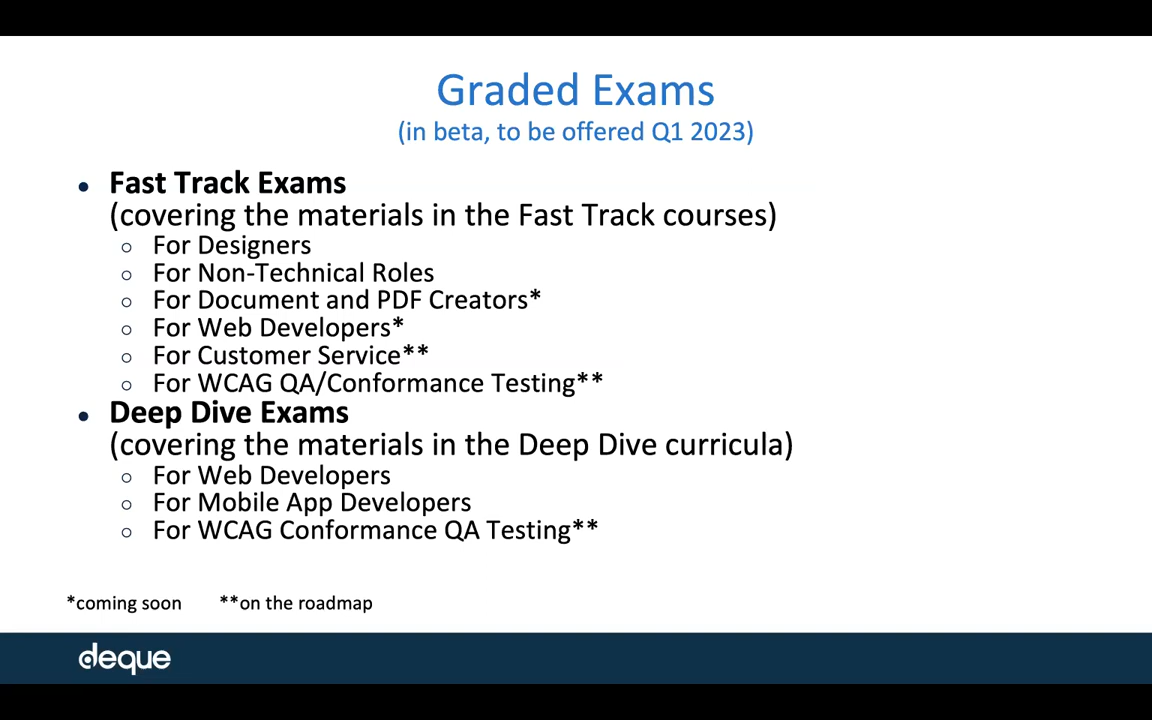 Graded Exams
(in beta, to be offered Q1 2023)
● Fast Track Exams
(covering the materials in the Fast Track courses)
○ For Designers
○ For Non-Technical Roles
○ For Document and PDF Creators*
○ For Web Developers*
○ For Customer Service**
○ For WCAG QA/Conformance Testing**
● Deep Dive Exams
(covering the materials in the Deep Dive curricula)
○ For Web Developers
○ For Mobile App Developers
○ For WCAG Conformance QA Testing**
*coming soon **on the roadmap
deque